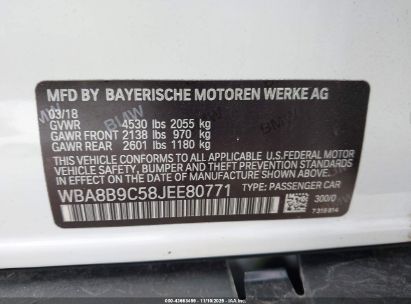 MFD BY BAYERISCHE MOTOREN WERKE AG
03/18
GVWR 4530 lbs 2055 kg
GAWR FRONT 2138 lbs 970 kg
GAWR REAR 2601 lbs 1180 kg
THIS VEHICLE CONFORMS TO ALL APPLICABLE U.S.FEDERAL MOTOR
VEHICLE SAFETY, BUMPER, AND THEFT PREVENTION STANDARDS
IN EFFECT ON THE DATE OF MANUFACTURE SHOWN ABOVE.
WBA8B9C58JEE80771 TYPE: PASSENGER CAR
300/0